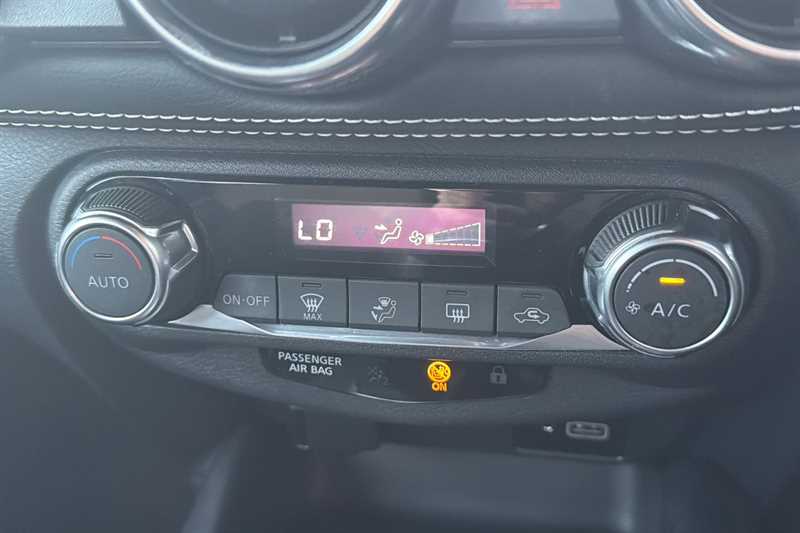 LO
AUTO
ON·OFF
MAX
A/C
PASSENGER
AIR BAG
ON